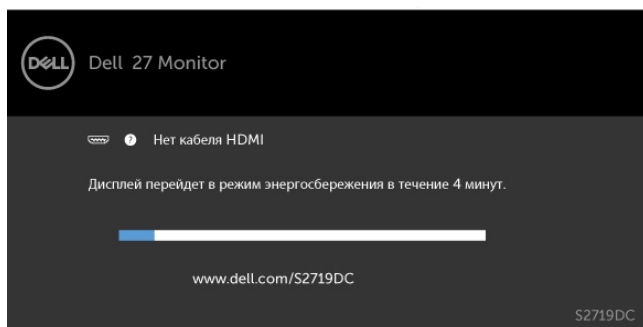 DELL
Dell 27 Monitor
? Нет кабеля HDMI
Дисплей перейдет в режим энергосбережения в течение 4 минут.
www.dell.com/S2719DC
S2719DC